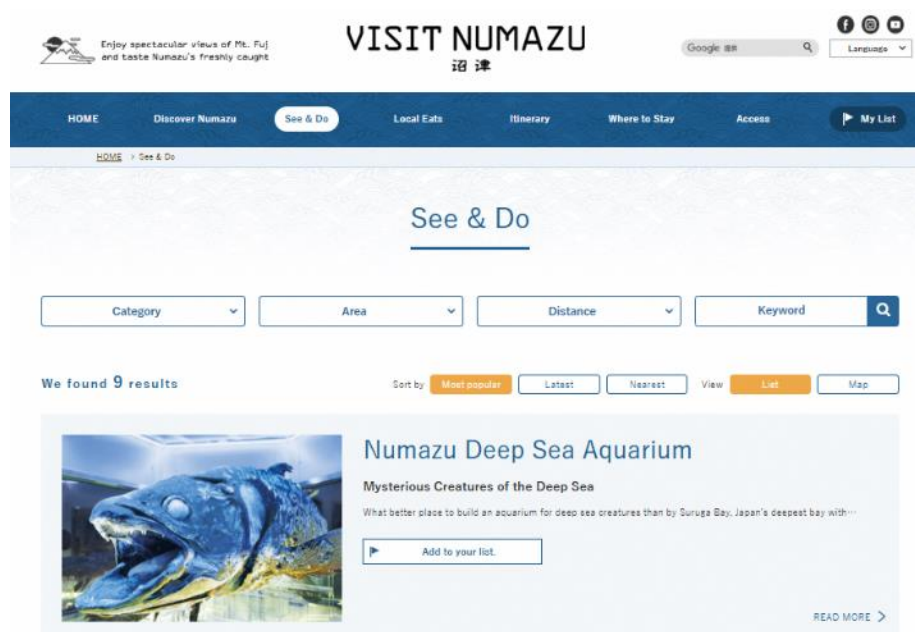 Enjoy spectacular views of Mt. Fuj
and taste Numazu's freshly caught
VISIT NUMAZU
沼津
Google 提供
Language
HOME
Discover Numazu
See & Do
Local Eats
Itinerary
Where to Stay
Access
My List
HOME > See & Do
See & Do
Category
Area
Distance
Keyword
We found 9 results
Sort by
Most popular
Latest
Nearest
View
List
Map
Numazu Deep Sea Aquarium
Mysterious Creatures of the Deep Sea
What better place to build an aquarium for deep sea creatures than by Suruga Bay, Japan's deepest bay with…
Add to your list.
READ MORE